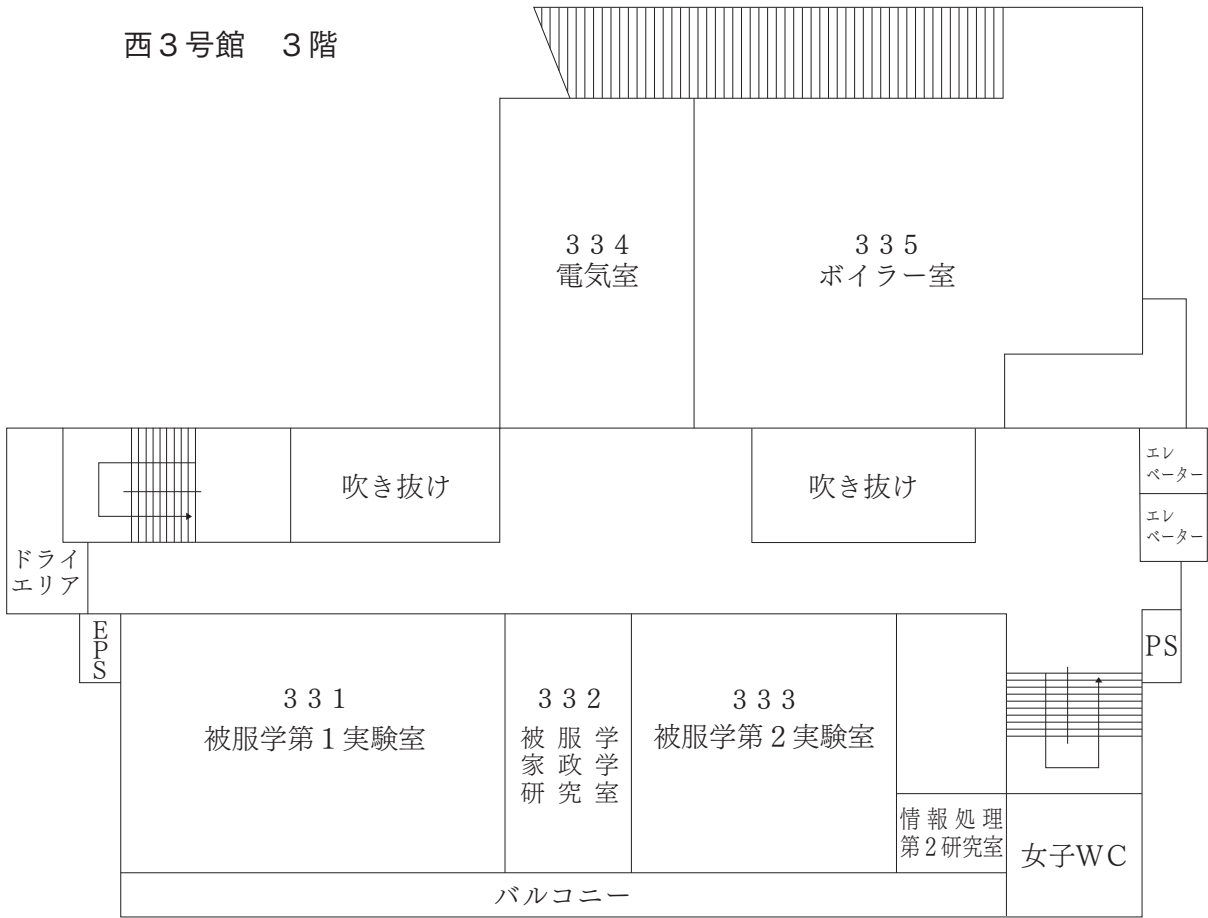 西３号館　３階
３３４
電気室
３３５
ボイラー室
吹き抜け
吹き抜け
エレ
ベーター
エレ
ベーター
ドライ
エリア
EPS
３３１
被服学第１実験室
３３２
被服学
家政学
研究室
３３３
被服学第２実験室
情報処理
第２研究室
女子WC
PS
バルコニー